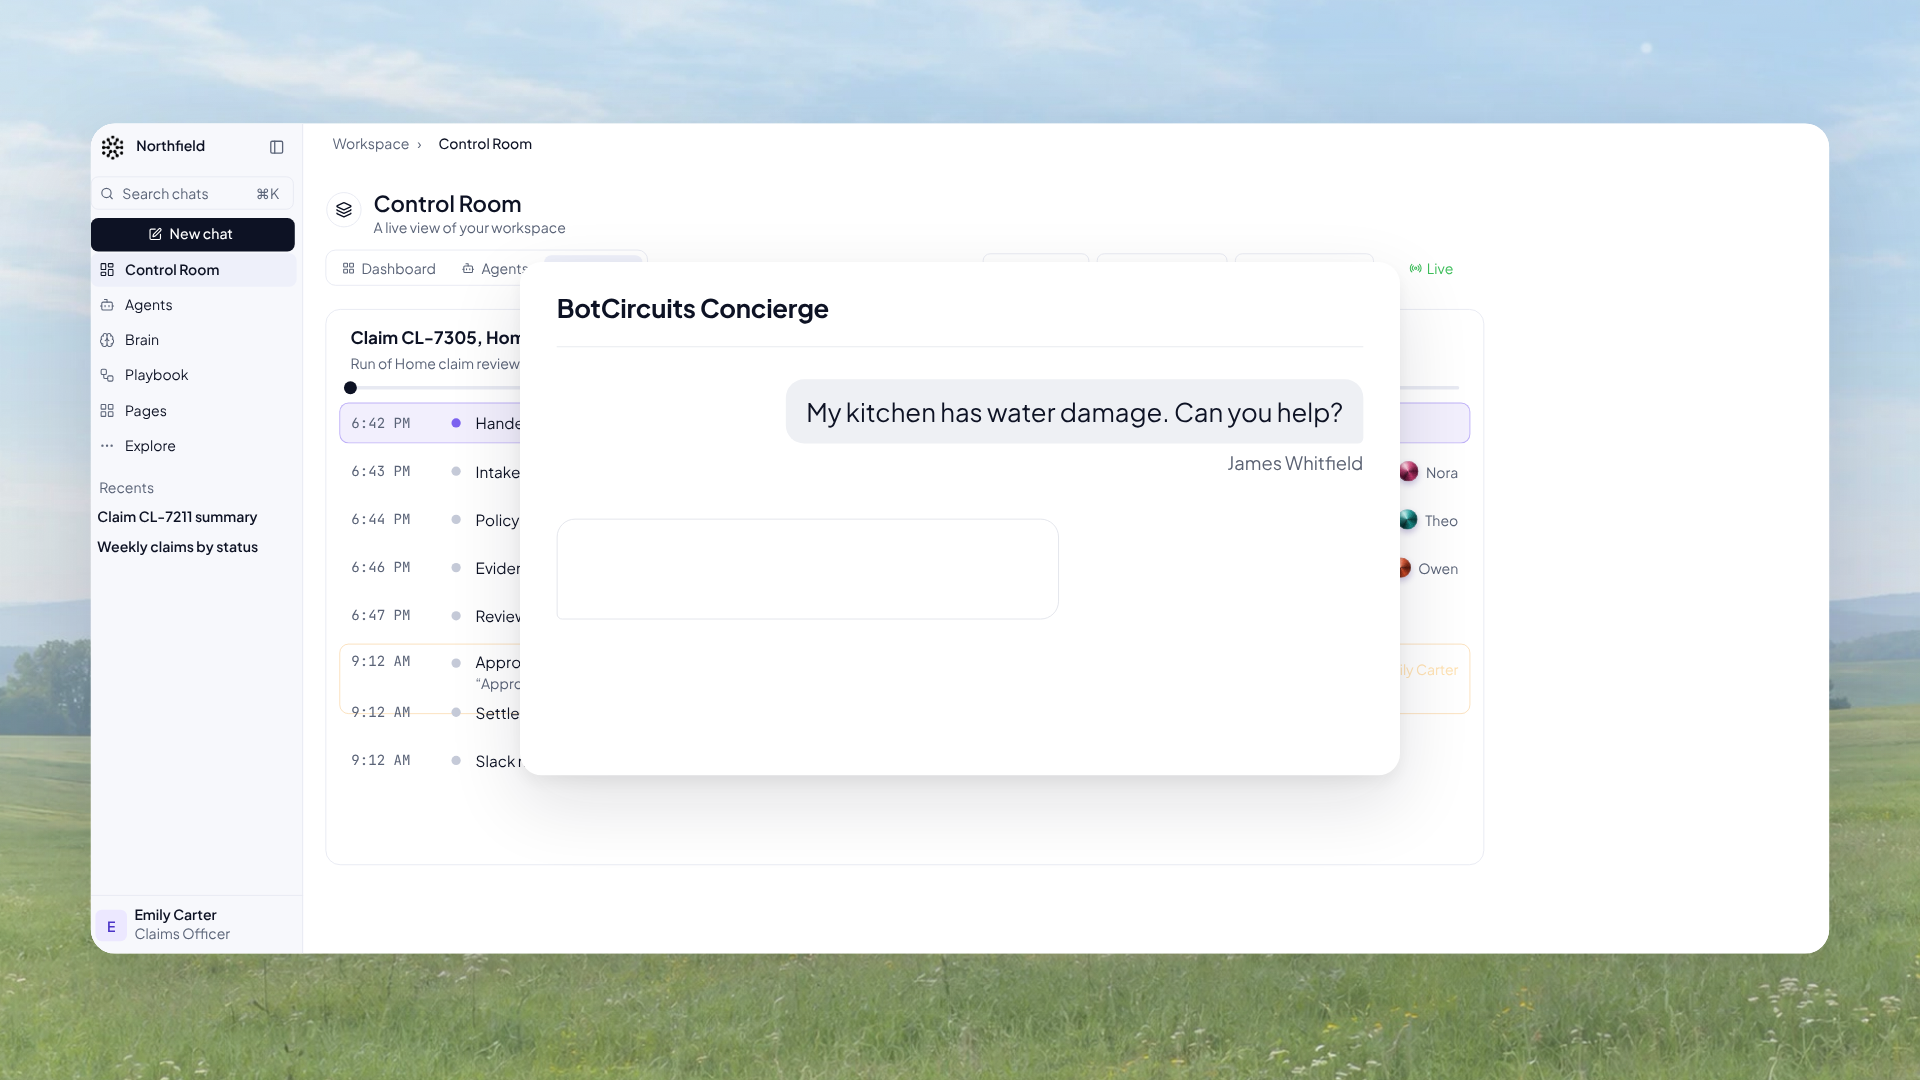 Northfield
Search chats ⌘K
New chat
Control Room
Agents
Brain
Playbook
Pages
Explore
Recents
Claim CL-7211 summary
Weekly claims by status
E
Emily Carter
Claims Officer
Workspace › Control Room
Control Room
A live view of your workspace
Dashboard
Agents
Live
Claim CL-7305,
Run of Home claim review
6:42 PM
6:43 PM Intake Nora
6:44 PM Policy Theo
6:46 PM Owen
6:47 PM
9:12 AM Carter
“
9:12 AM
9:12 AM Slack
BotCircuits Concierge
My kitchen has water damage. Can you help?
James Whitfield